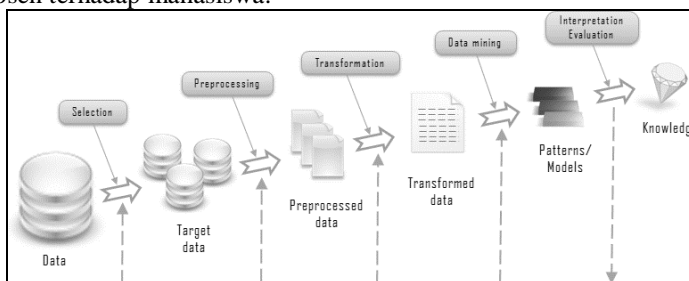 terhadap mahasiswa.
Interpretation
Evaluation
Data mining
Transformation
Preprocessing
Selection
Knowledg
Patterns/
Models
Transformed
data
Preprocessed
data
Target
data
Data